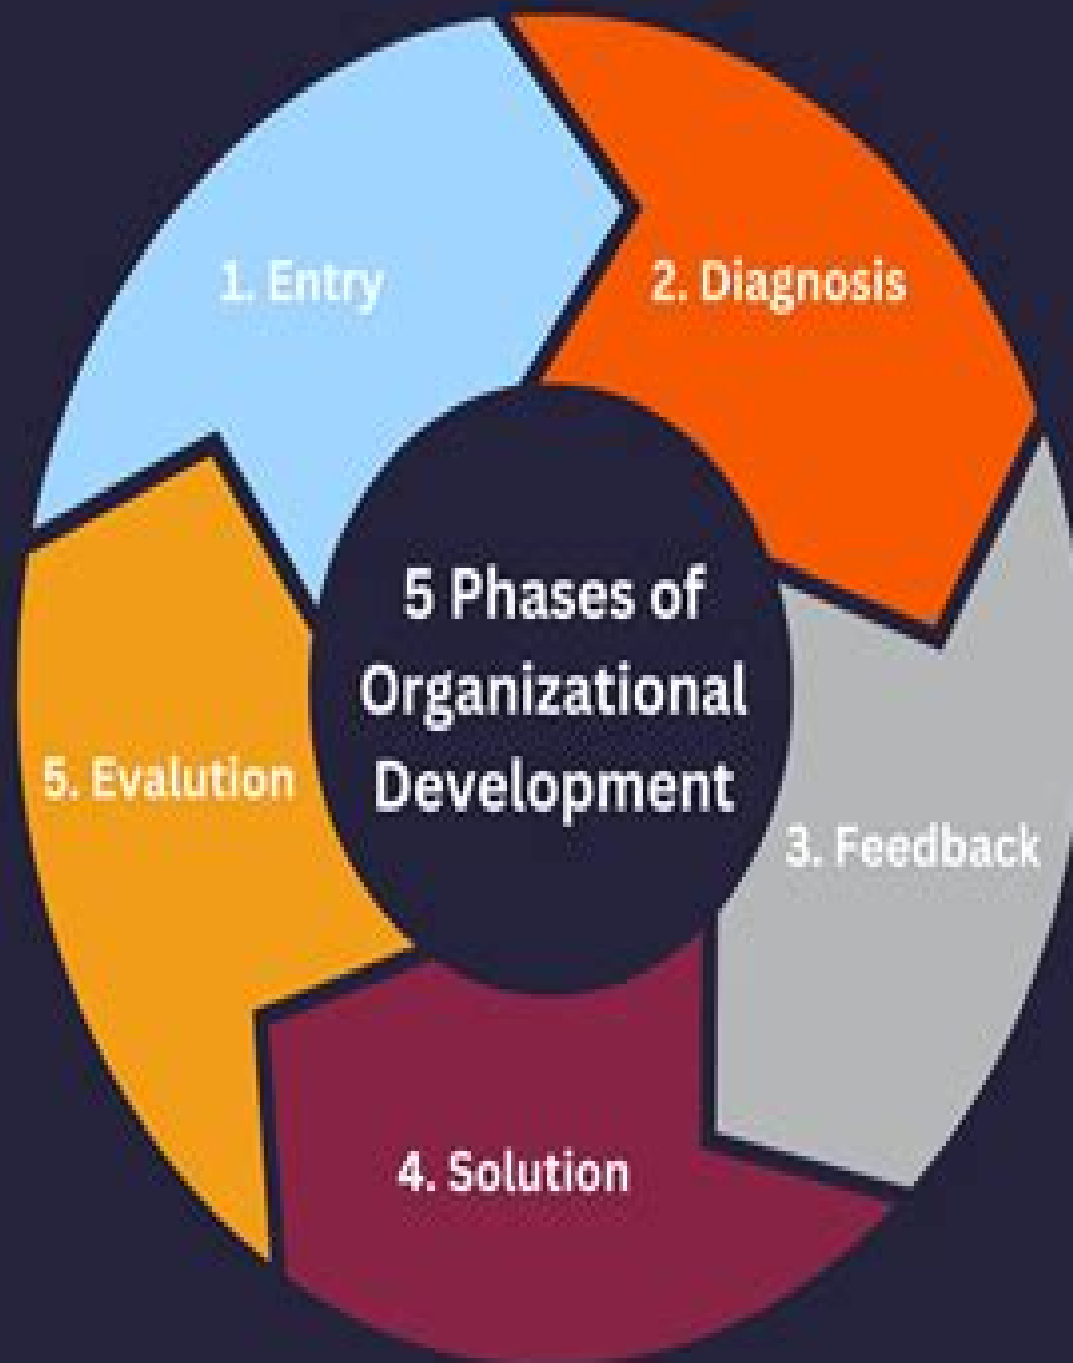 1. Entry
2. Diagnosis
5 Phases of
Organizational
Development
3. Feedback
4. Solution
5. Evalution